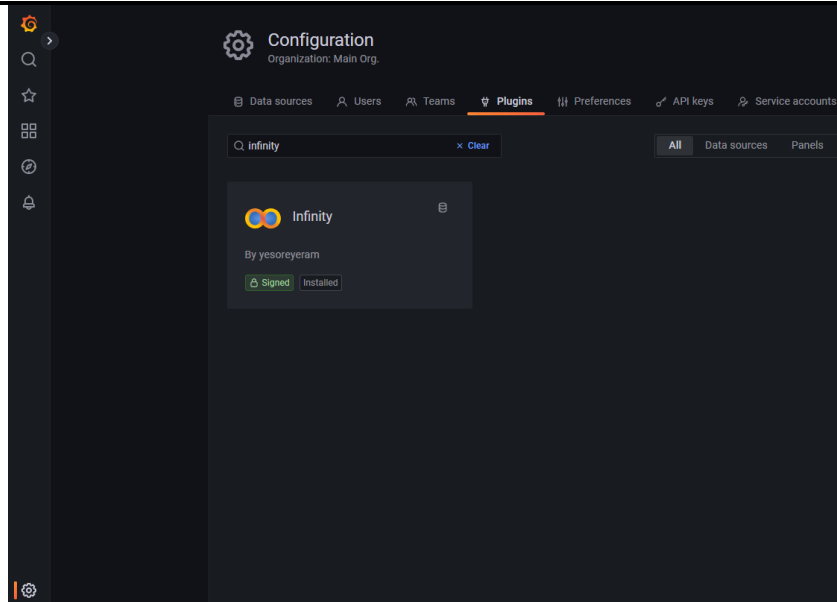 Configuration
Organization: Main Org.
Data sources Users Teams Plugins Preferences API keys Service accounts
infinity Clear All Data sources Panels
Infinity
By yesoreyeram
Signed Installed